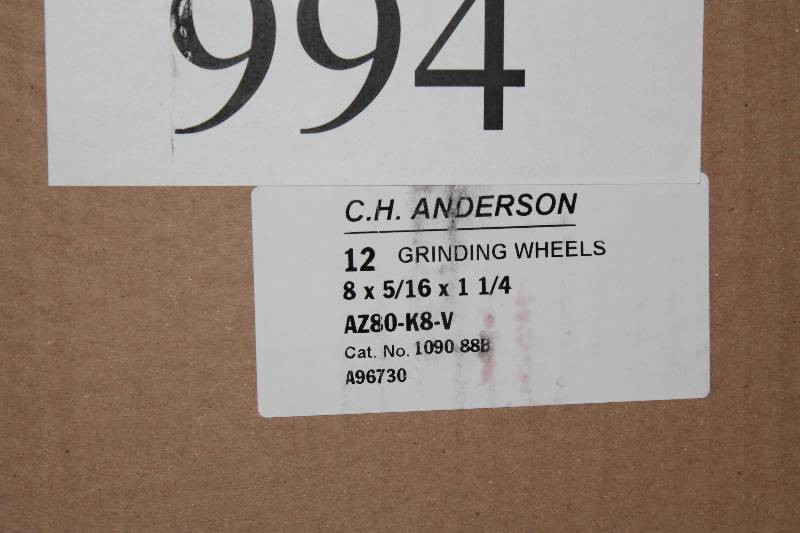 994
C.H. ANDERSON
12 GRINDING WHEELS
8 x 5/16 x 1 1/4
AZ80-K8-V
Cat. No. 1090 88B
A96730